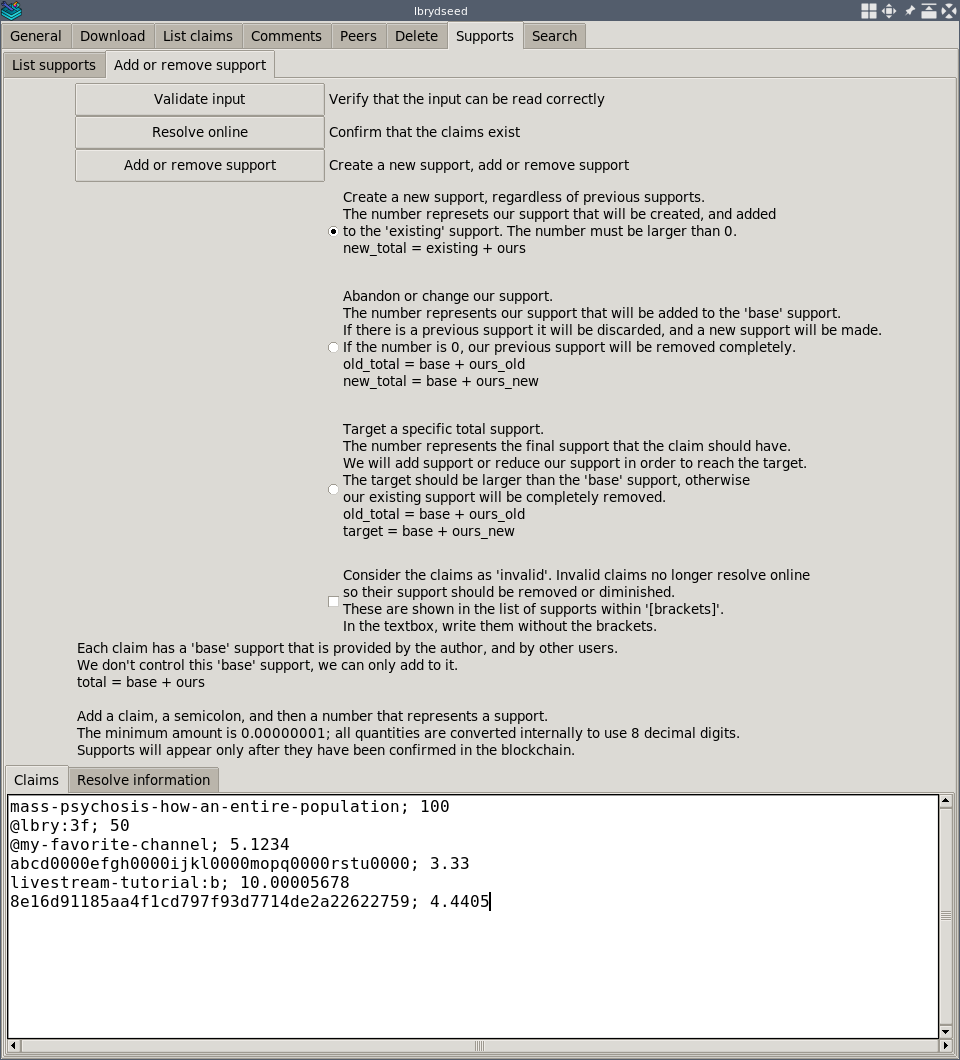 lbrydseed
General Download List claims Comments Peers Delete Supports Search
List supports Add or remove support
Validate input Verify that the input can be read correctly
Resolve online Confirm that the claims exist
Add or remove support Create a new support, add or remove support
Create a new support, regardless of previous supports.
The number represets our support that will be created, and added
to the 'existing' support. The number must be larger than 0.
new_total = existing + ours
Abandon or change our support.
The number represents our support that will be added to the 'base' support.
If there is a previous support it will be discarded, and a new support will be made.
If the number is 0, our previous support will be removed completely.
old_total = base + ours_old
new_total = base + ours_new
Target a specific total support.
The number represents the final support that the claim should have.
We will add support or reduce our support in order to reach the target.
The target should be larger than the 'base' support, otherwise
our existing support will be completely removed.
old_total = base + ours_old
target = base + ours_new
Consider the claims as 'invalid'. Invalid claims no longer resolve online
so their support should be removed or diminished.
These are shown in the list of supports within '[brackets]'.
In the textbox, write them without the brackets.
Each claim has a 'base' support that is provided by the author, and by other users.
We don't control this 'base' support, we can only add to it.
total = base + ours
Add a claim, a semicolon, and then a number that represents a support.
The minimum amount is 0.00000001; all quantities are converted internally to use 8 decimal digits.
Supports will appear only after they have been confirmed in the blockchain.
Claims Resolve information
mass-psychosis-how-an-entire-population; 100
@lbry:3f; 50
@my-favorite-channel; 5.1234
abcd0000efgh0000ijkl0000mopq0000rstu0000; 3.33
livestream-tutorial:b; 10.00005678
8e16d91185aa4f1cd797f93d7714de2a22622759; 4.4405